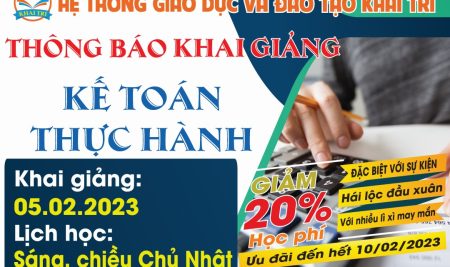 HỆ THỐNG GIÁO DỤC VÀ ĐÀO TẠO KHAI TRÍ
KHAI TRÍ
THÔNG BÁO KHAI GIẢNG
KẾ TOÁN
THỰC HÀNH
Khai giảng:
05.02.2023
Lịch học:
Sáng, chiều Chủ Nhật
GIẢM
20%
Học phí
ĐẶC BIỆT VỚI SỰ KIỆN
Hái lộc đầu xuân
Với nhiều lì xì may mắn
Ưu đãi đến hết 10/02/2023